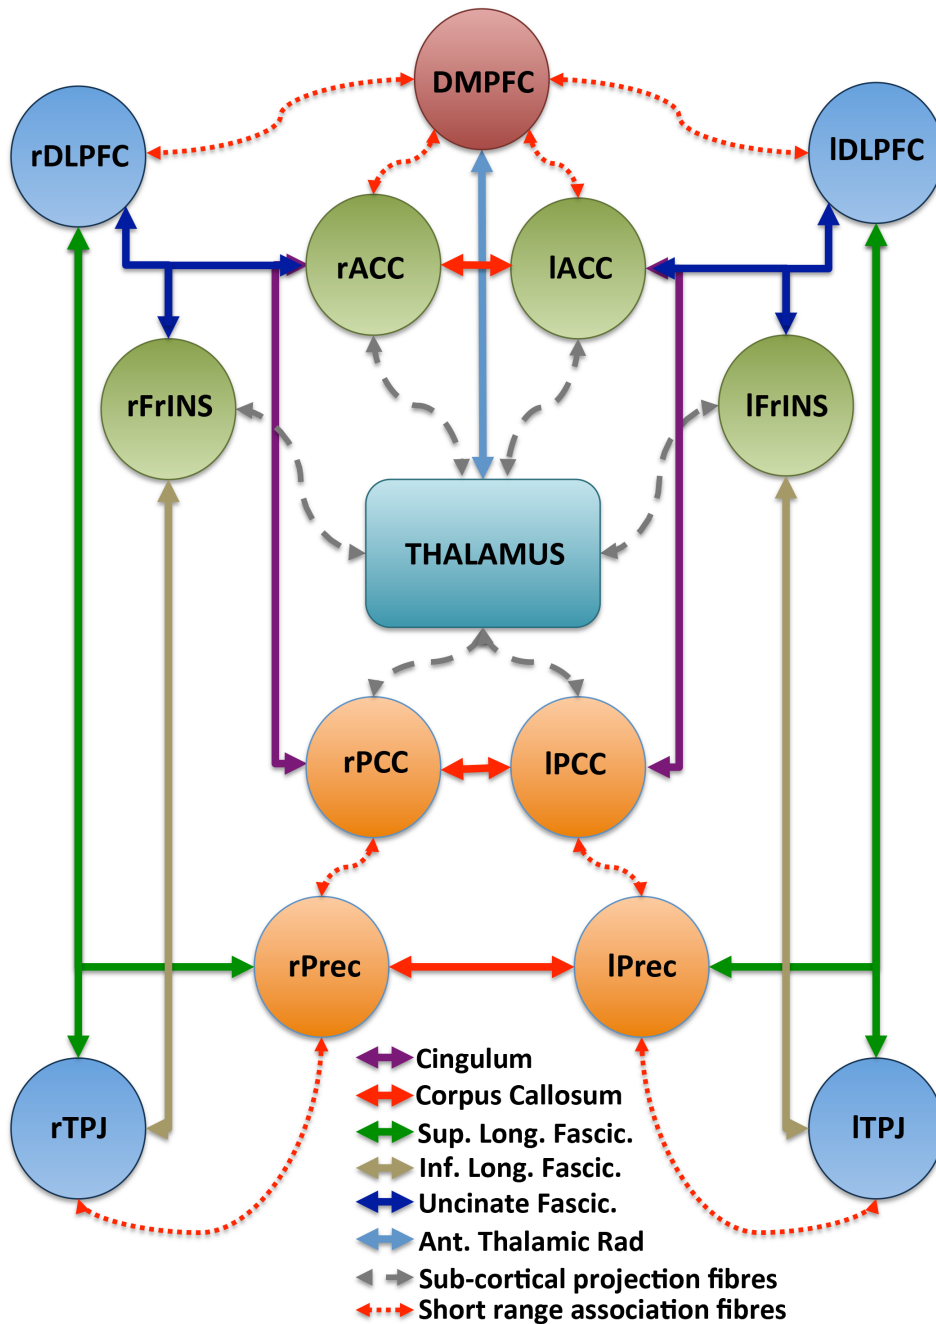 DMPFC
rDLPFC
lDLPFC
rACC
lACC
rFrINS
lFrINS
THALAMUS
rPCC
lPCC
rPrec
lPrec
rTPJ
lTPJ
Cingulum
Corpus Callosum
Sup. Long. Fascic.
Inf. Long. Fascic.
Uncinate Fascic.
Ant. Thalamic Rad
Sub-cortical projection fibres
Short range association fibres